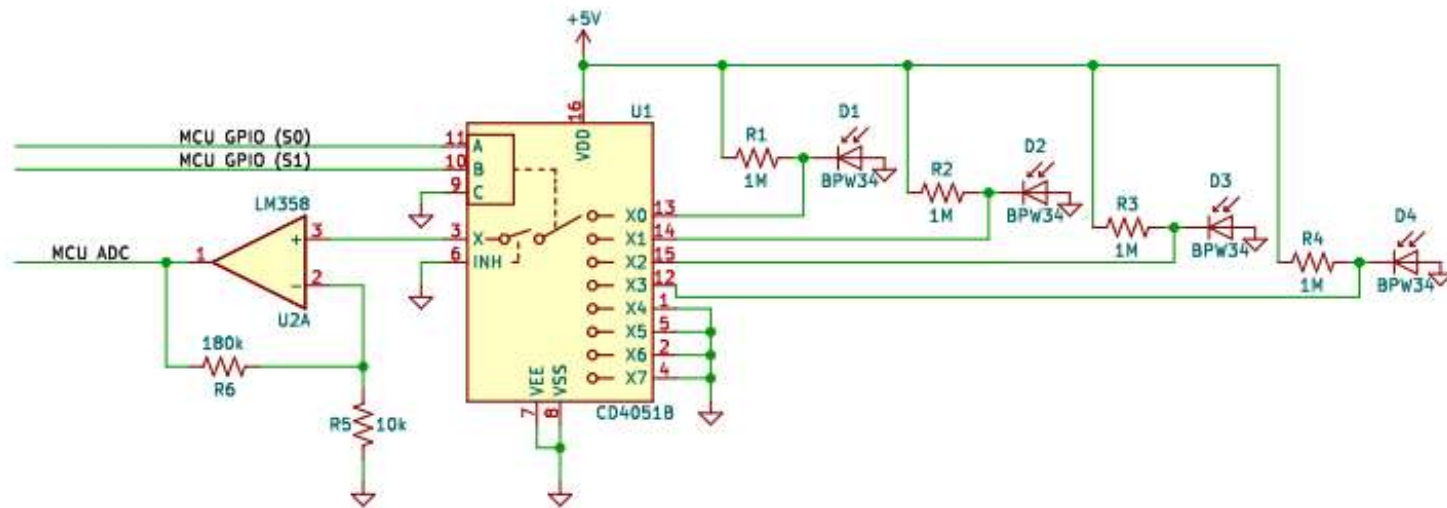 +5V
U1
16
VDD
MCU GPIO (S0)
11
A
MCU GPIO (S1)
10
B
9
C
LM358
+
3
3
X
1
MCU ADC
6
INH
2
-
U2A
180k
R6
R5
10k
X0
13
X1
14
X2
15
X3
12
X4
1
X5
5
X6
2
X7
4
VEE
VSS
7
8
CD4051B
R1
1M
D1
BPW34
R2
1M
D2
BPW34
R3
1M
D3
BPW34
R4
1M
D4
BPW34